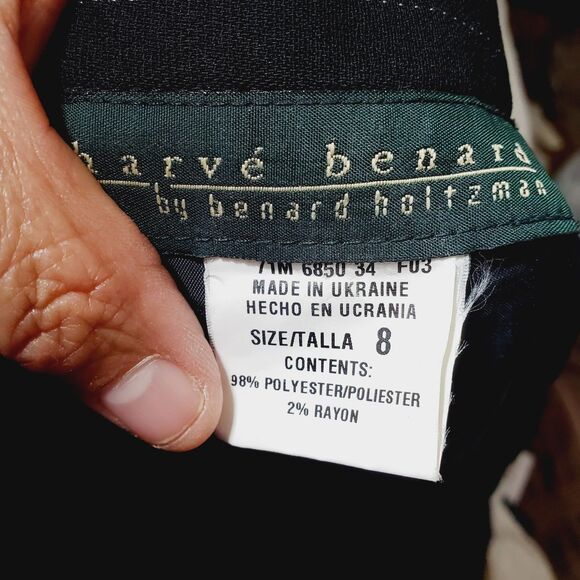 harvé benard
by benard holtzman
71M 6850 34 F03
MADE IN UKRAINE
HECHO EN UCRANIA
SIZE/TALLA 8
CONTENTS:
98% POLYESTER/POLIESTER
2% RAYON